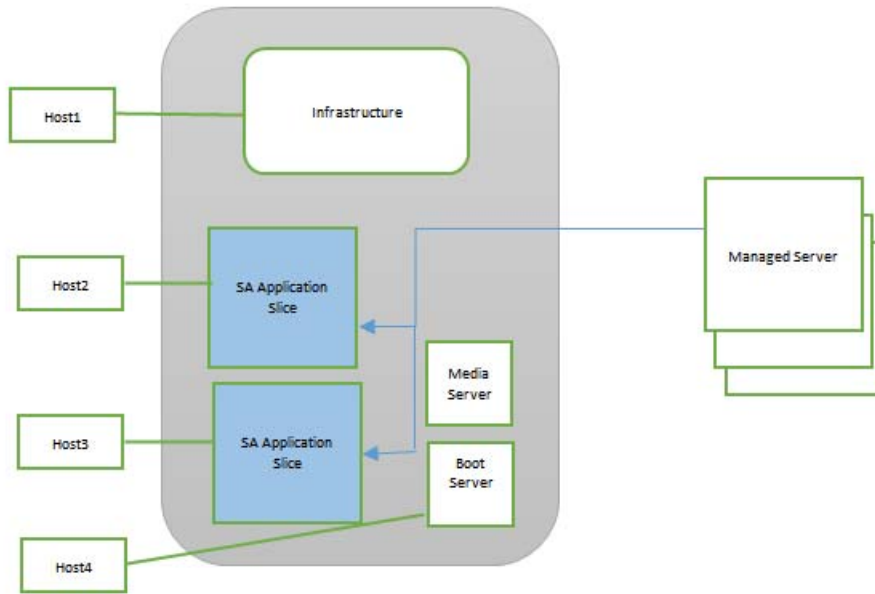 Host1
Infrastructure
Host2
SA Application
Slice
Managed Server
Media
Server
Host3
SA Application
Slice
Boot
Server
Host4